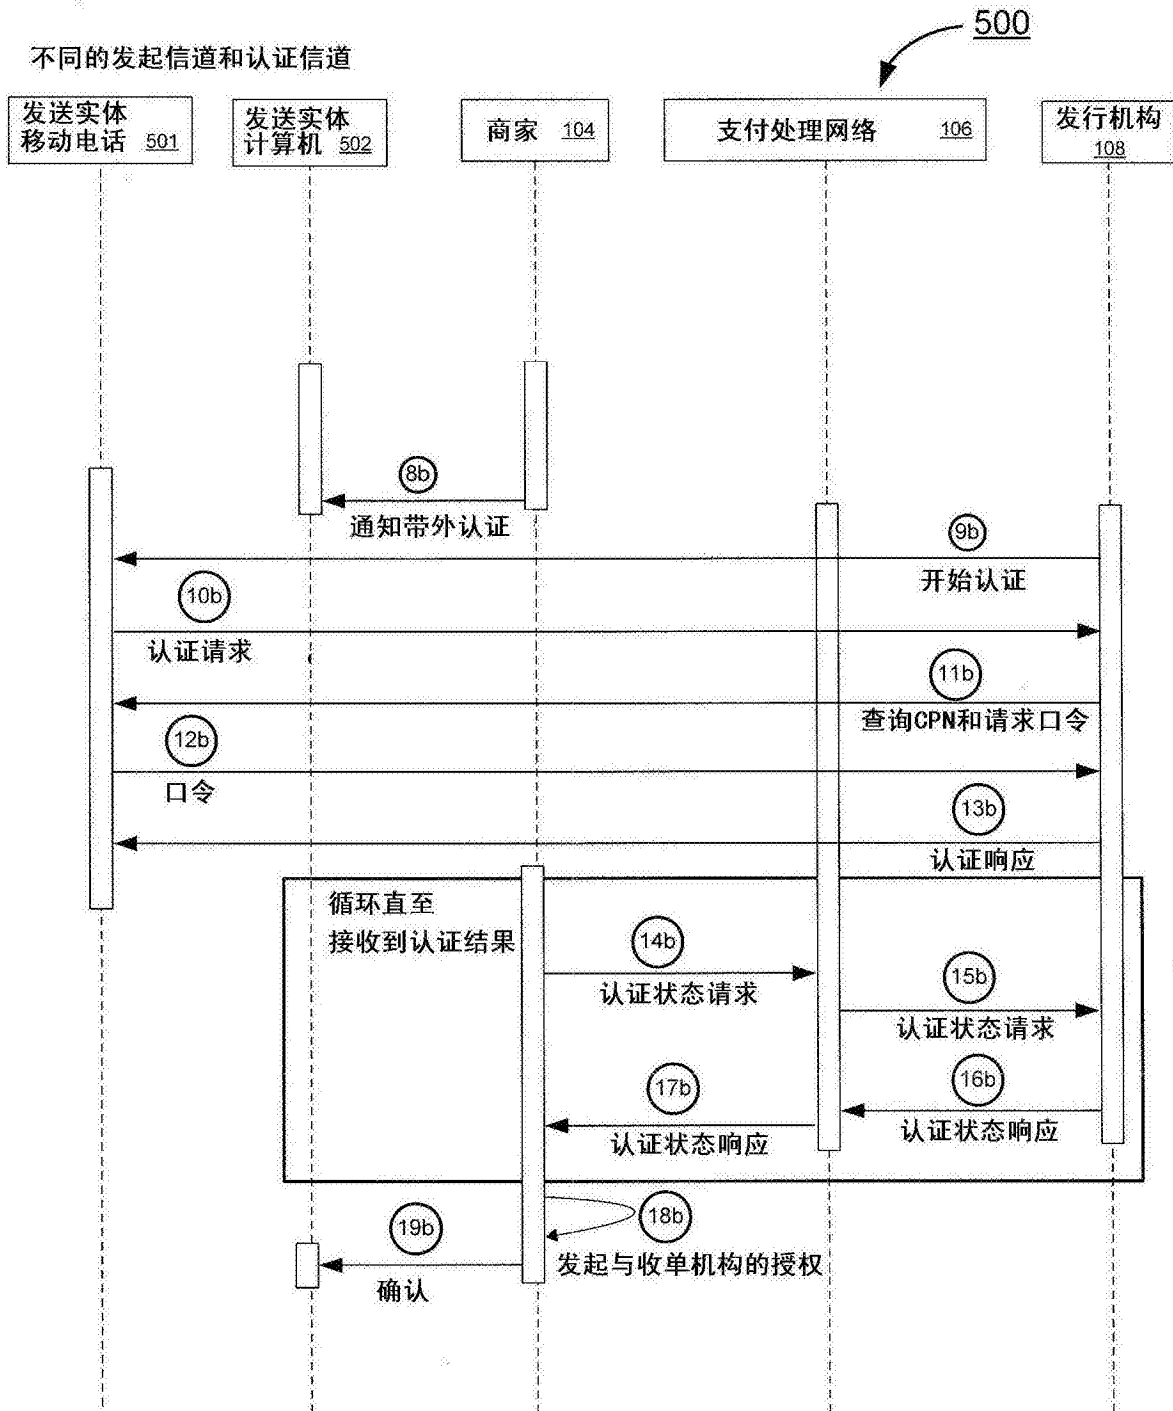 500
不同的发起信道和认证信道
发送实体
移动电话 501
发送实体
计算机 502
商家 104
支付处理网络 106
发行机构
108
8b
通知带外认证
9b
开始认证
10b
认证请求
11b
查询CPN和请求口令
12b
口令
13b
认证响应
循环直至
接收到认证结果
14b
认证状态请求
15b
认证状态请求
16b
认证状态响应
17b
认证状态响应
18b
发起与收单机构的授权
19b
确认